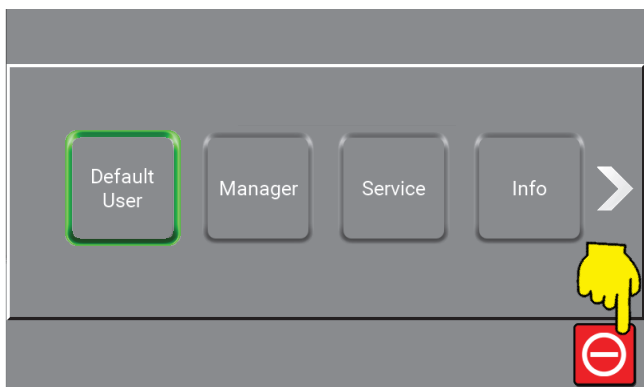 Default
User
Manager
Service
Info